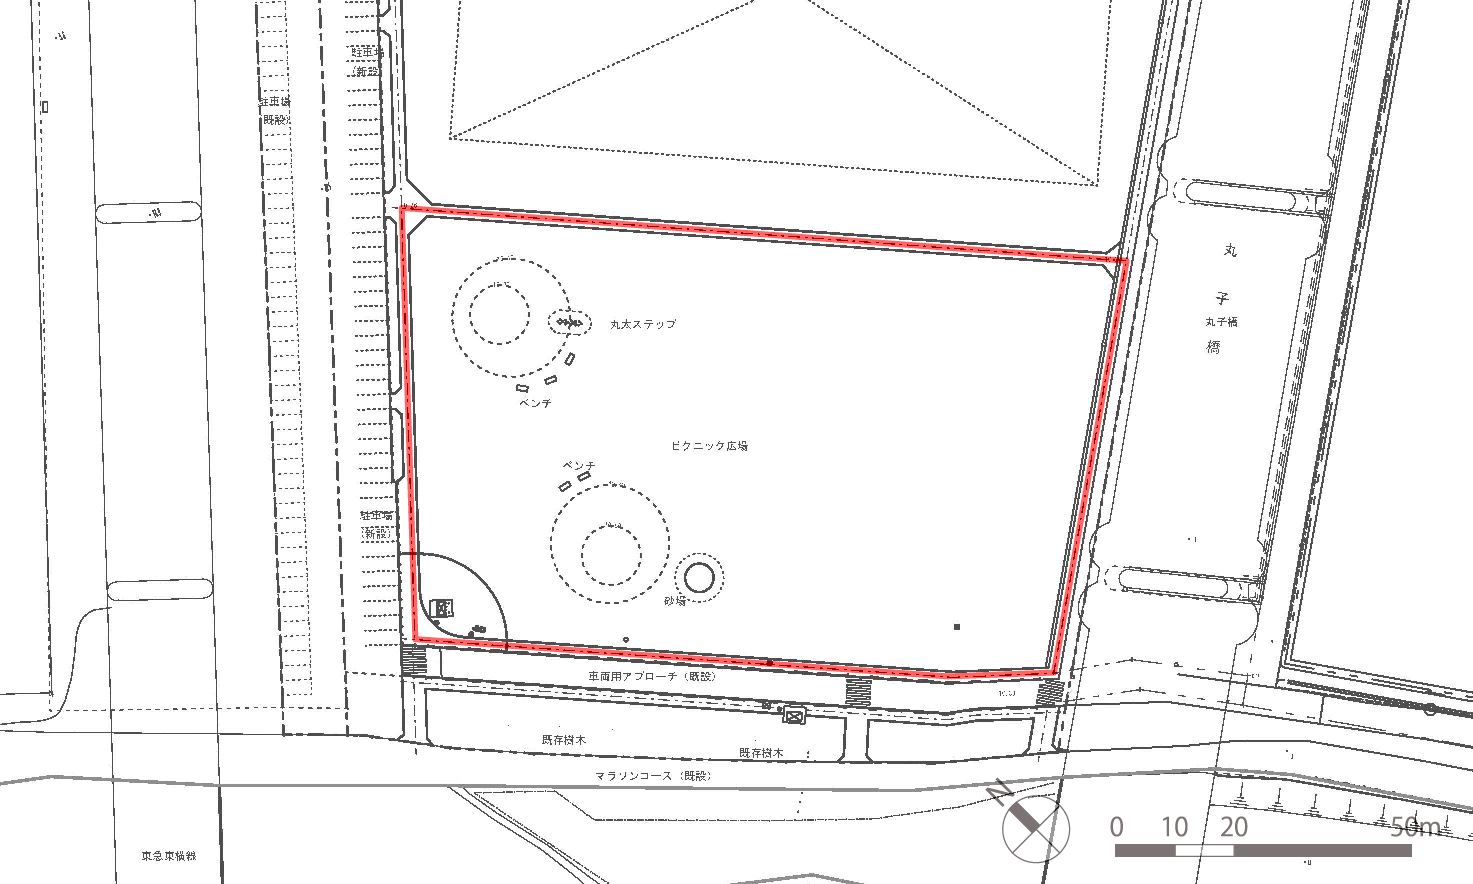 駐車場
（新設）
駐車場
（既設）
丸
子
丸子橋
橋
丸太ステップ
ベンチ
ピクニック広場
ベンチ
駐車場
（新設）
砂場
車両用アプローチ（既設）
既存樹木
既存樹木
マラソンコース（既設）
東急東横線
N
0 10 20 50m